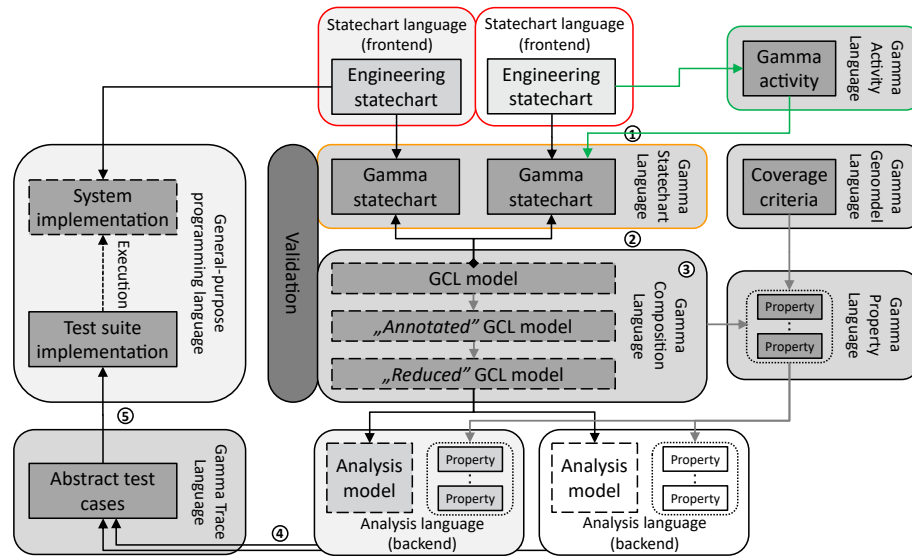 Statechart language
(frontend)
Engineering
statechart
Statechart language
(frontend)
Engineering
statechart
Gamma
activity
Gamma
Activity
Language
①
System
implementation
Execution
Test suite
implementation
General-purpose
programming language
Validation
Gamma
statechart
Gamma
statechart
Gamma
Statechart
Language
②
Coverage
criteria
Gamma
Genomdel
Language
③
GCL model
„Annotated” GCL model
„Reduced” GCL model
Gamma
Composition
Language
Property
Property
Gamma
Property
Language
⑤
Abstract test
cases
Gamma Trace
Language
④
Analysis
model
Property
Property
Analysis language
(backend)
Analysis
model
Property
Property
Analysis language
(backend)